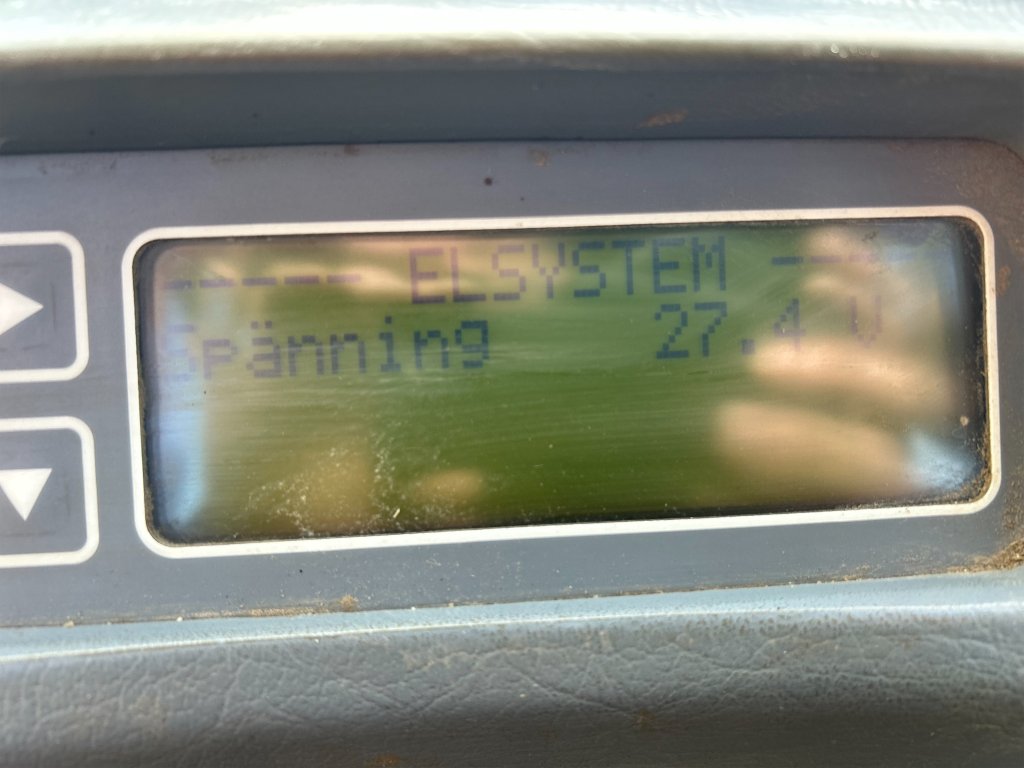 ----- ELSYSTEM -----
Spänning 27.4 V